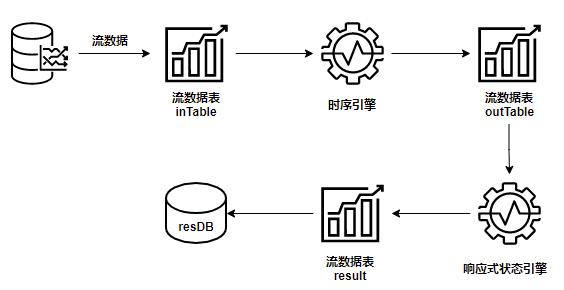 流数据
流数据表
inTable
时序引擎
流数据表
outTable
响应式状态引擎
流数据表
result
resDB